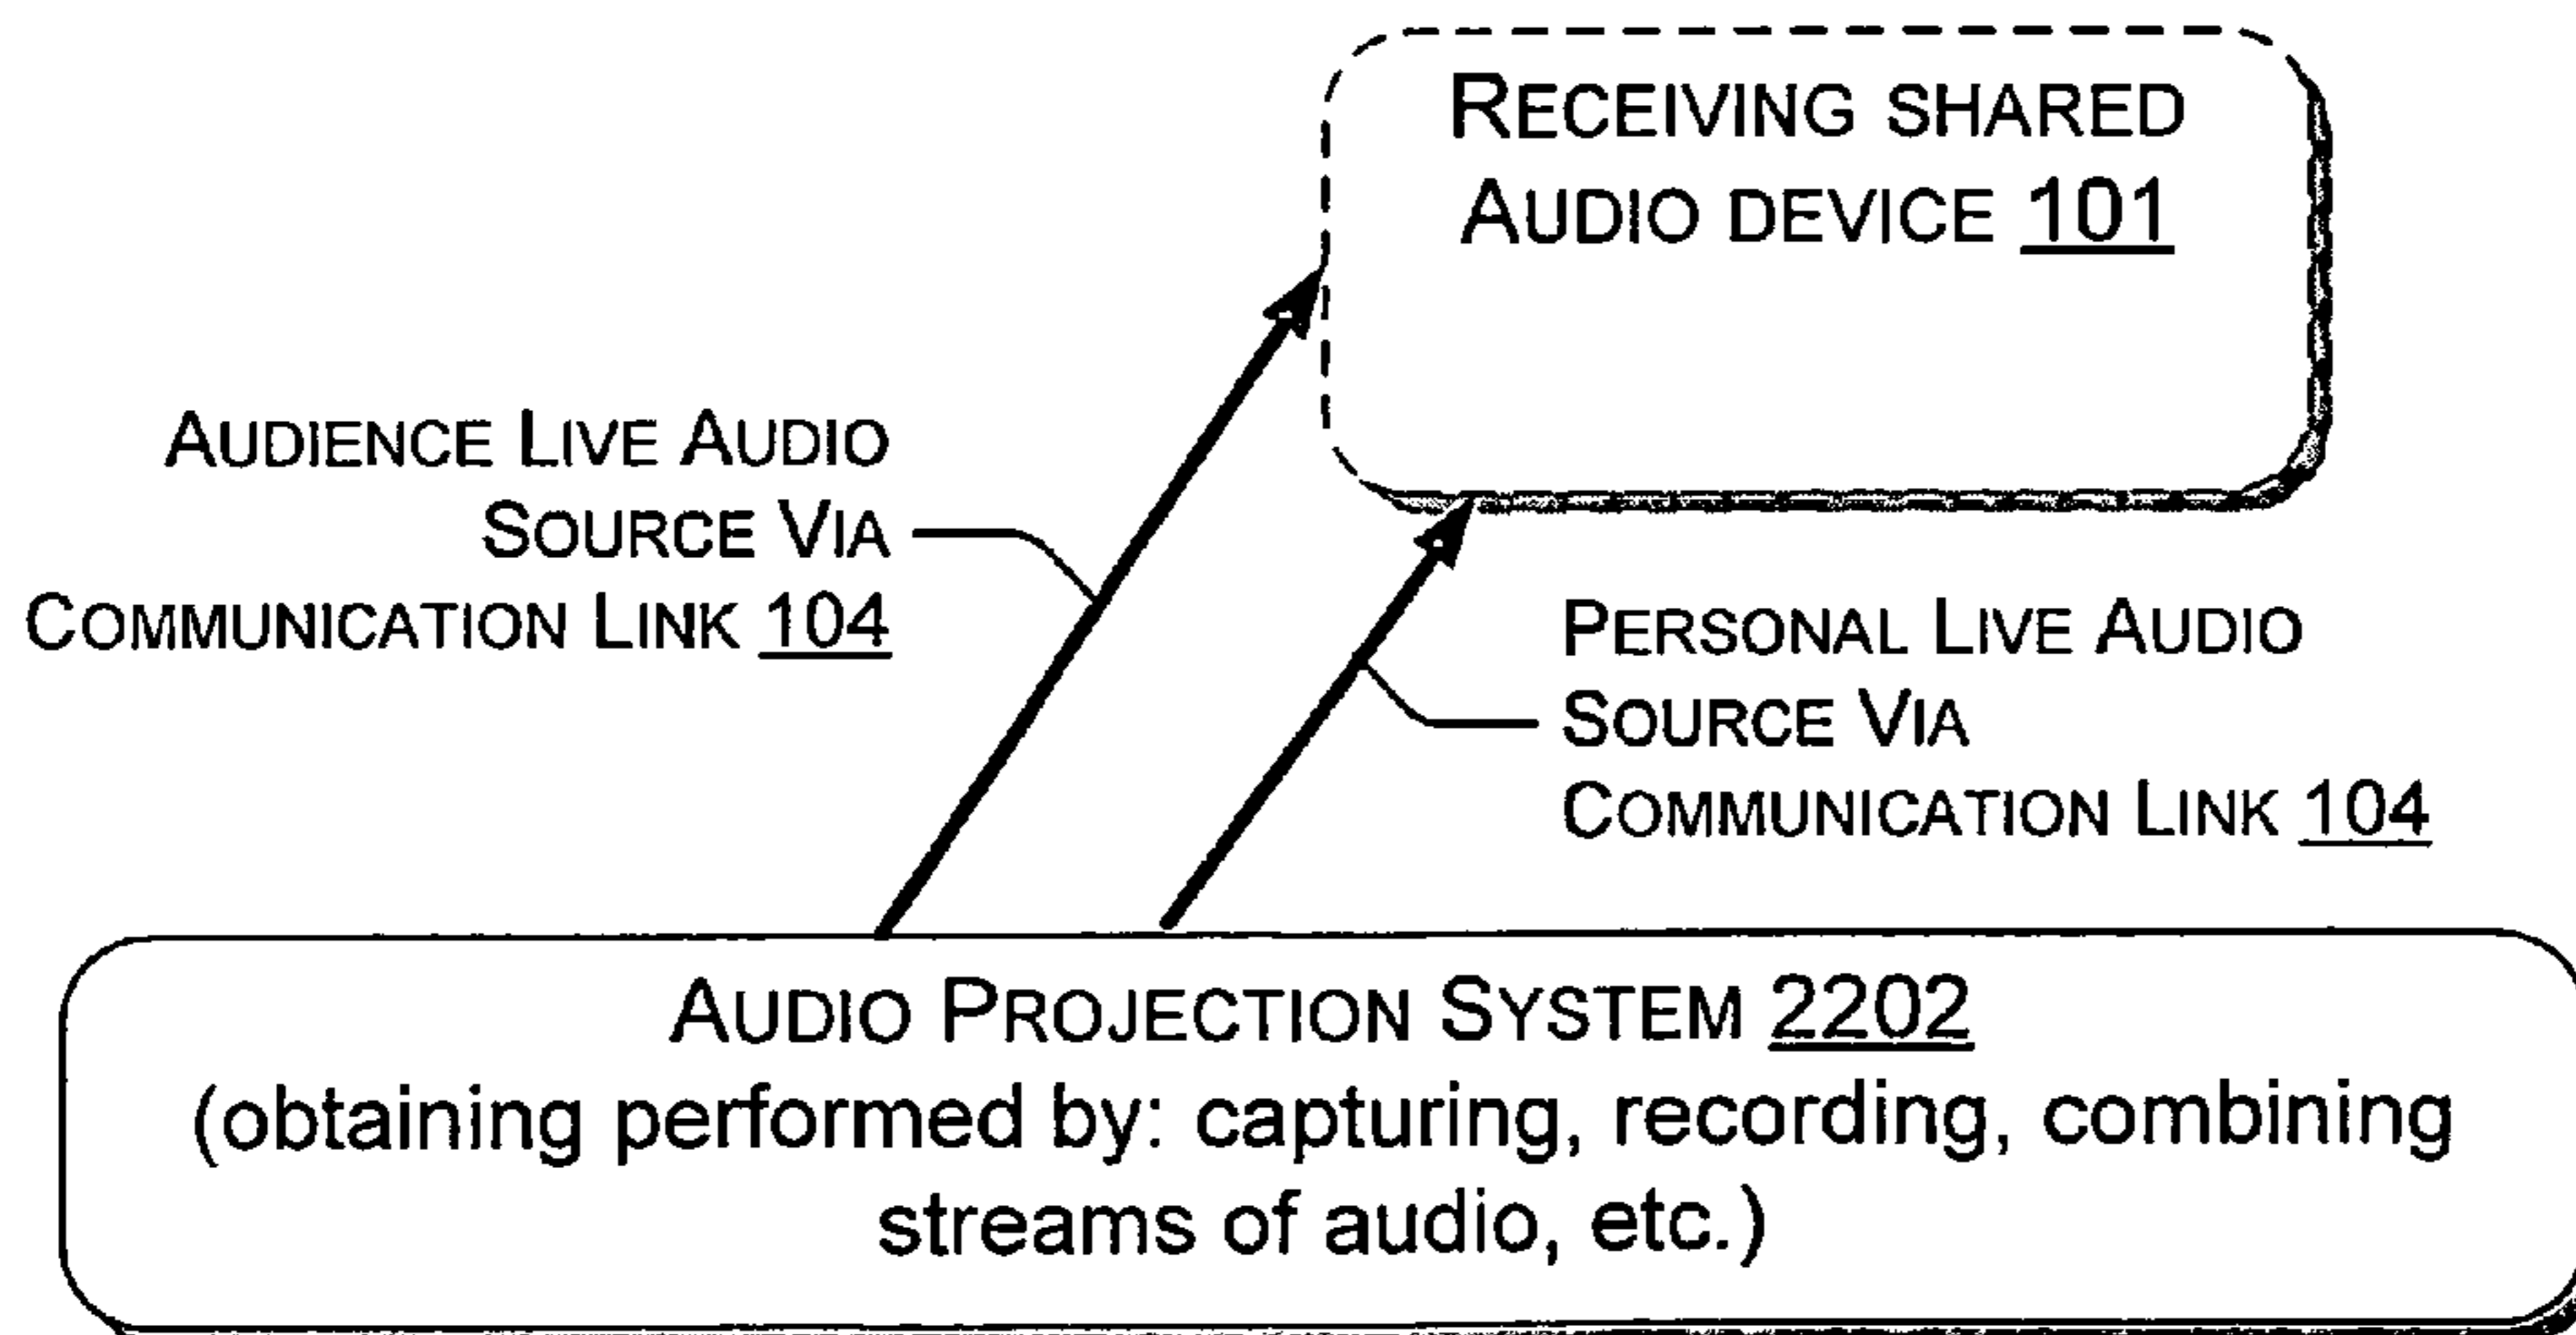 RECEIVING SHARED
AUDIO DEVICE 101
AUDIENCE LIVE AUDIO
SOURCE VIA
COMMUNICATION LINK 104
PERSONAL LIVE AUDIO
SOURCE VIA
COMMUNICATION LINK 104
AUDIO PROJECTION SYSTEM 2202
(obtaining performed by: capturing, recording, combining
streams of audio, etc.)